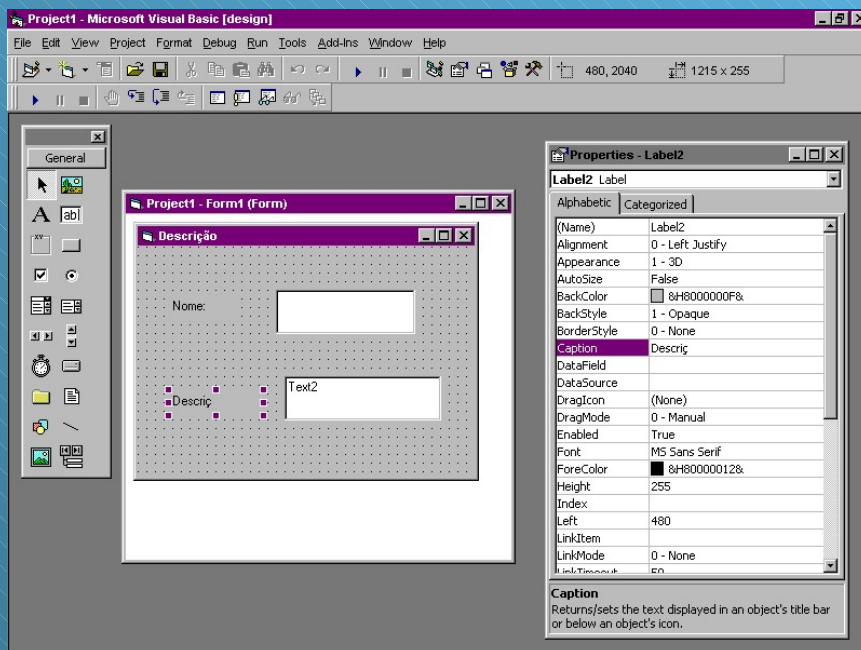 Project1 - Microsoft Visual Basic [design]
File Edit View Project Format Debug Run Tools Add-Ins Window Help
480, 2040 1215 x 255
General
A ab|
Project1 - Form1 (Form)
Descrição
Nome:
Descriç
Text2
Properties - Label2
Label2 Label
Alphabetic Categorized
(Name) Label2
Alignment 0 - Left Justify
Appearance 1 - 3D
AutoSize False
BackColor &H8000000F&
BackStyle 1 - Opaque
BorderStyle 0 - None
Caption Descriç
DataField
DataSource
DragIcon (None)
DragMode 0 - Manual
Enabled True
Font MS Sans Serif
ForeColor &H80000012&
Height 255
Index
Left 480
LinkItem
LinkMode 0 - None
LinkTimeout 50
Caption
Returns/sets the text displayed in an object's title bar
or below an object's icon.